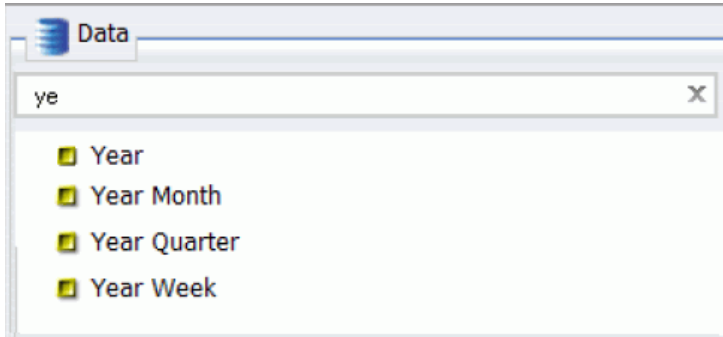 Data
ye
Year
Year Month
Year Quarter
Year Week